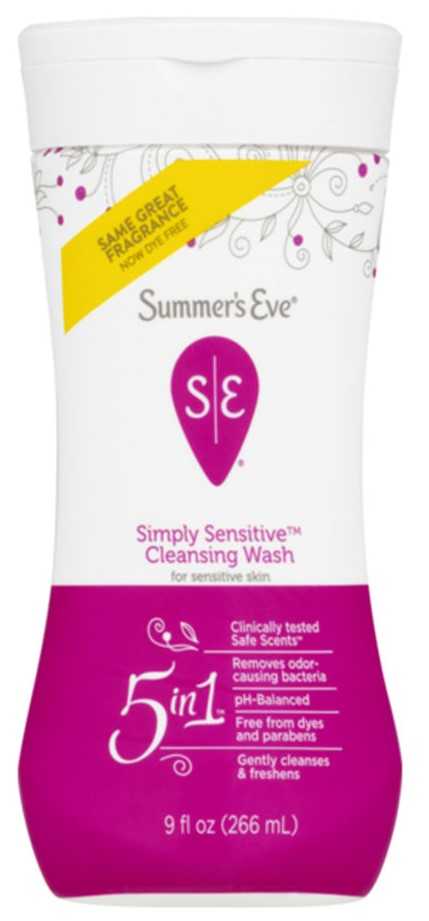 SAME GREAT
FRAGRANCE
NOW DYE FREE
Summer's Eve®
S|E®
Simply Sensitive™
Cleansing Wash
for sensitive skin
5in1™
Clinically tested
Safe Scents™
Removes odor-
causing bacteria
pH-Balanced
Free from dyes
and parabens
Gently cleanses
& freshens
9 fl oz (266 mL)